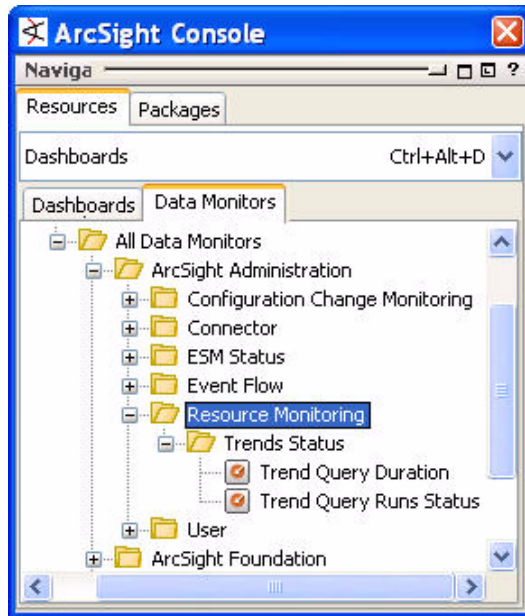 ArcSight Console
Naviga
?
Resources Packages
Dashboards Ctrl+Alt+D
Dashboards Data Monitors
All Data Monitors
ArcSight Administration
Configuration Change Monitoring
Connector
ESM Status
Event Flow
Resource Monitoring
Trends Status
Trend Query Duration
Trend Query Runs Status
User
ArcSight Foundation